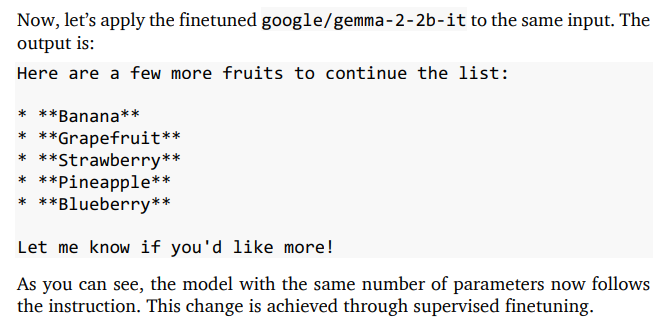 Now, let’s apply the finetuned google/gemma-2-2b-it to the same input. The
output is:
Here are a few more fruits to continue the list:
* **Banana**
* **Grapefruit**
* **Strawberry**
* **Pineapple**
* **Blueberry**
Let me know if you'd like more!
As you can see, the model with the same number of parameters now follows
the instruction. This change is achieved through supervised finetuning.